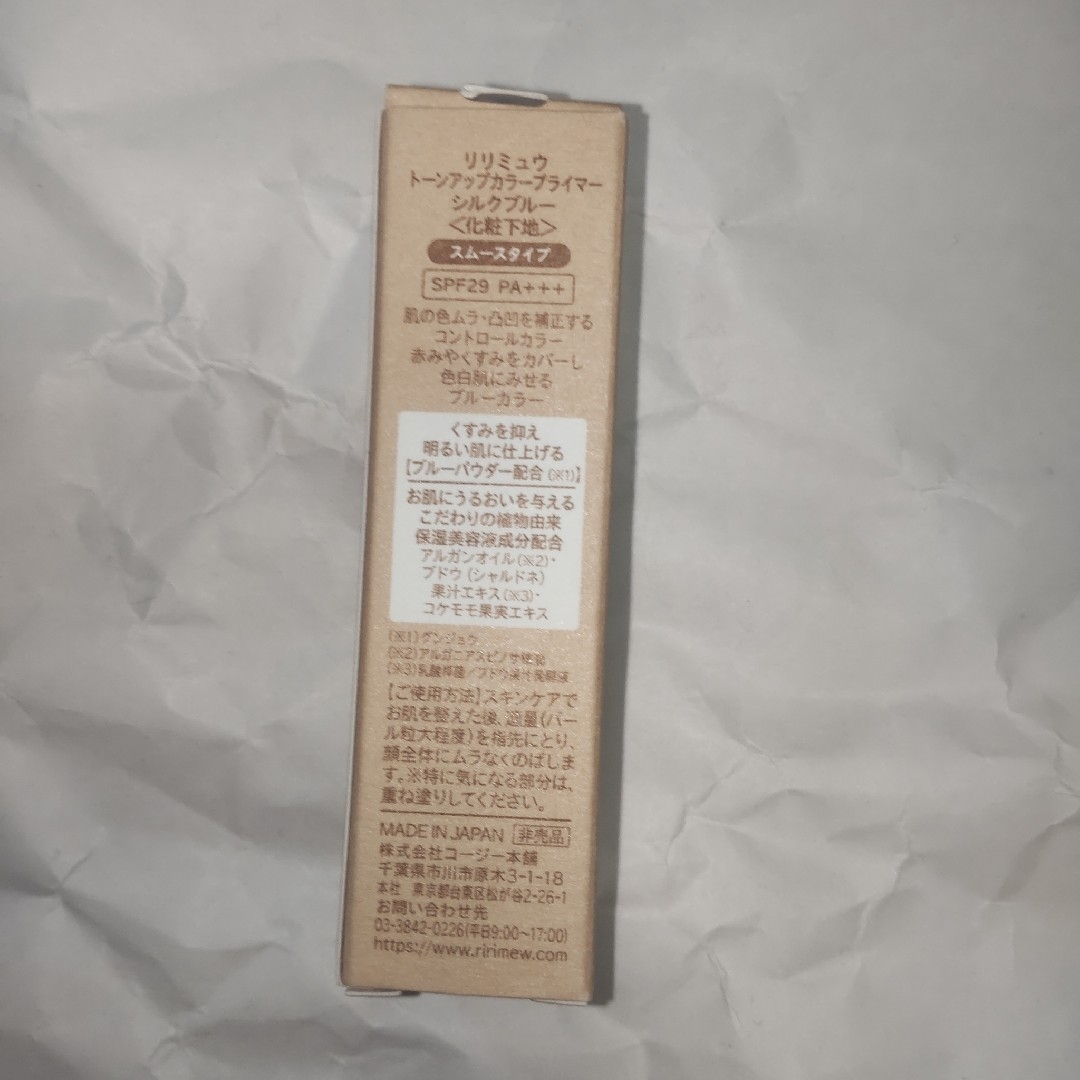 リリミュウ
トーンアップカラープライマー
シルクブルー
<化粧下地>
スムースタイプ
SPF29 PA+++
肌の色ムラ・凸凹を補正する
コントロールカラー
赤みやくすみをカバーし
色白肌にみせる
ブルーカラー
くすみを抑え
明るい肌に仕上げる
【ブルーパウダー配合(※1)】
お肌にうるおいを与える
こだわりの植物由来
保湿美容液成分配合
アルガンオイル(※2)・
ブドウ(シャルドネ)
果汁エキス(※3)・
コケモモ果実エキス
(※1)グンジョウ
(※2)アルガニアスピノサ核油
(※3)乳酸桿菌/ブドウ果汁発酵液
【ご使用方法】スキンケアで
お肌を整えた後、適量(パー
ル粒大程度)を指先にとり、
顔全体にムラなくのばしま
す。※特に気になる部分は、
重ね塗りしてください。
MADE IN JAPAN 非売品
株式会社コージー本舗
千葉県市川市原木3-1-18
本社 東京都台東区松が谷2-26-1
お問い合わせ先
03-3842-0226(平日9:00~17:00)
https://www.ririmew.com